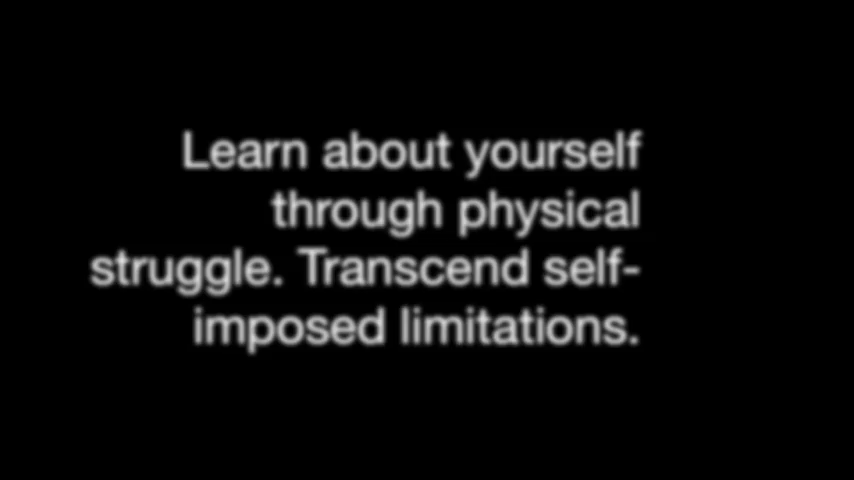 Learn about yourself
through physical
struggle. Transcend self-
imposed limitations.